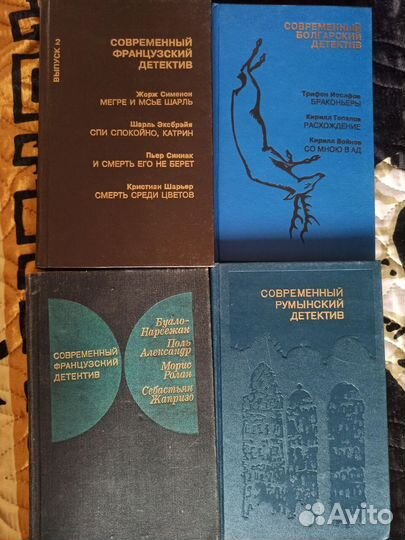 ВЫПУСК 2
СОВРЕМЕННЫЙ
ФРАНЦУЗСКИЙ
ДЕТЕКТИВ
Жорж Сименон
МЕГРЕ И МСЬЕ ШАРЛЬ
Шарль Эксбрайя
СПИ СПОКОЙНО, КАТРИН
Пьер Синиак
И СМЕРТЬ ЕГО НЕ БЕРЕТ
Кристиан Шарьер
СМЕРТЬ СРЕДИ ЦВЕТОВ
СОВРЕМЕННЫЙ
БОЛГАРСКИЙ
ДЕТЕКТИВ
Трифон Иосифов
БРАКОНЬЕРЫ
Кирилл Топалов
РАСХОЖДЕНИЕ
Кирилл Войнов
СО МНОЮ В АД
СОВРЕМЕННЫЙ
ФРАНЦУЗСКИЙ
ДЕТЕКТИВ
Буало-
Нарсежак
Поль
Александр
Морис
Ролан
Себастьян
Жапризо
СОВРЕМЕННЫЙ
РУМЫНСКИЙ
ДЕТЕКТИВ
Avito